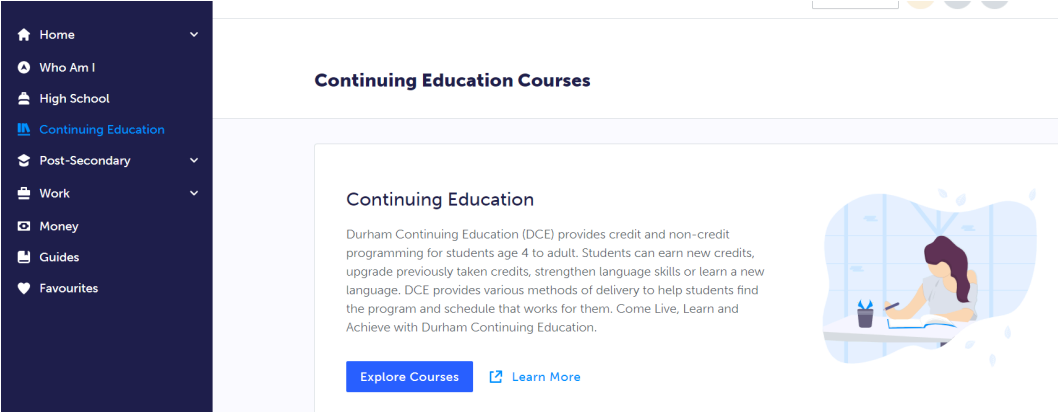 Home
Who Am I
High School
Continuing Education
Post-Secondary
Work
Money
Guides
Favourites
Continuing Education Courses
Continuing Education
Durham Continuing Education (DCE) provides credit and non-credit
programming for students age 4 to adult. Students can earn new credits,
upgrade previously taken credits, strengthen language skills or learn a new
language. DCE provides various methods of delivery to help students find
the program and schedule that works for them. Come Live, Learn and
Achieve with Durham Continuing Education.
Explore Courses
Learn More